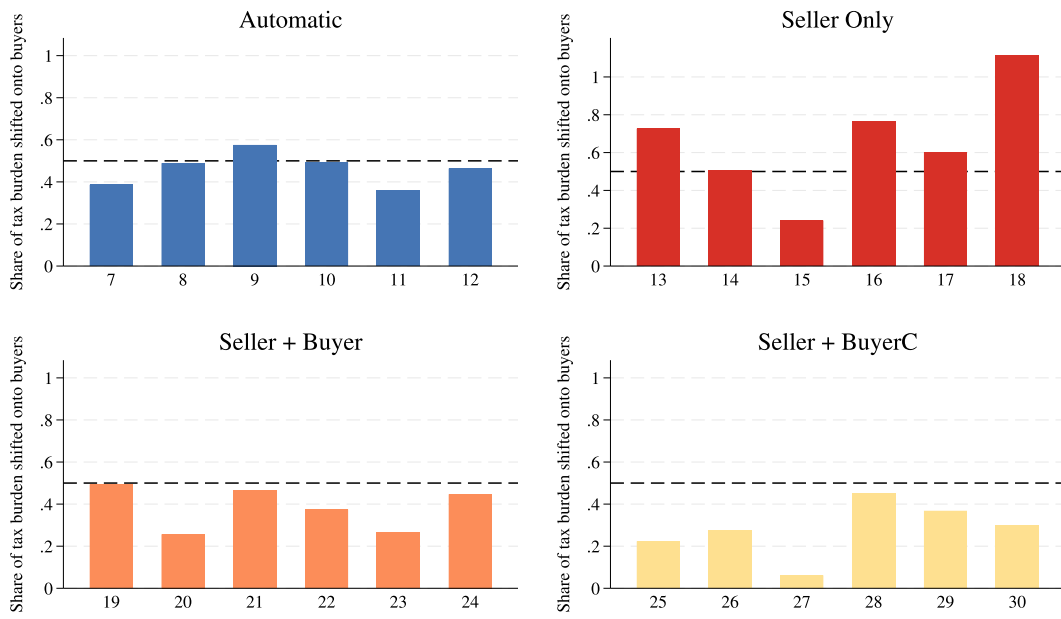 Automatic
Share of tax burden shifted onto buyers
1
.8
.6
.4
.2
0
7 8 9 10 11 12
Seller Only
Share of tax burden shifted onto buyers
1
.8
.6
.4
.2
0
13 14 15 16 17 18
Seller + Buyer
Share of tax burden shifted onto buyers
1
.8
.6
.4
.2
0
19 20 21 22 23 24
Seller + BuyerC
Share of tax burden shifted onto buyers
1
.8
.6
.4
.2
0
25 26 27 28 29 30